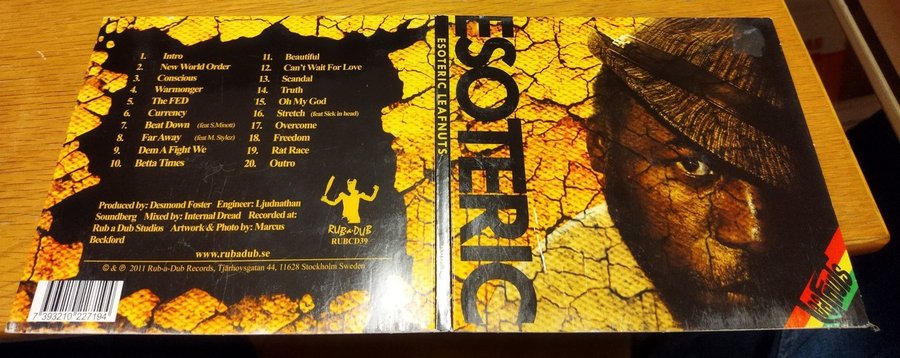 1. Intro
2. New World Order
3. Conscious
4. Warmonger
5. The FED
6. Currency
7. Beat Down (feat S.Minott)
8. Far Away (feat M. Stylez)
9. Dem A Fight We
10. Betta Times
11. Beautiful
12. Can't Wait For Love
13. Scandal
14. Truth
15. Oh My God
16. Stretch (feat Sick in head)
17. Overcome
18. Freedom
19. Rat Race
20. Outro
Produced by: Desmond Foster Engineer: Ljudnathan
Soundberg Mixed by: Internal Dread Recorded at:
Rub a Dub Studios Artwork & Photo by: Marcus
Beckford
RUB a DUB
RUBCD39
www.rubadub.se
© & ℗ 2011 Rub-a-Dub Records, Tjärhovsgatan 44, 11628 Stockholm Sweden
7 393210 227194
ESOTERIC LEAFNUTS
ESOTERIC
leafnuts